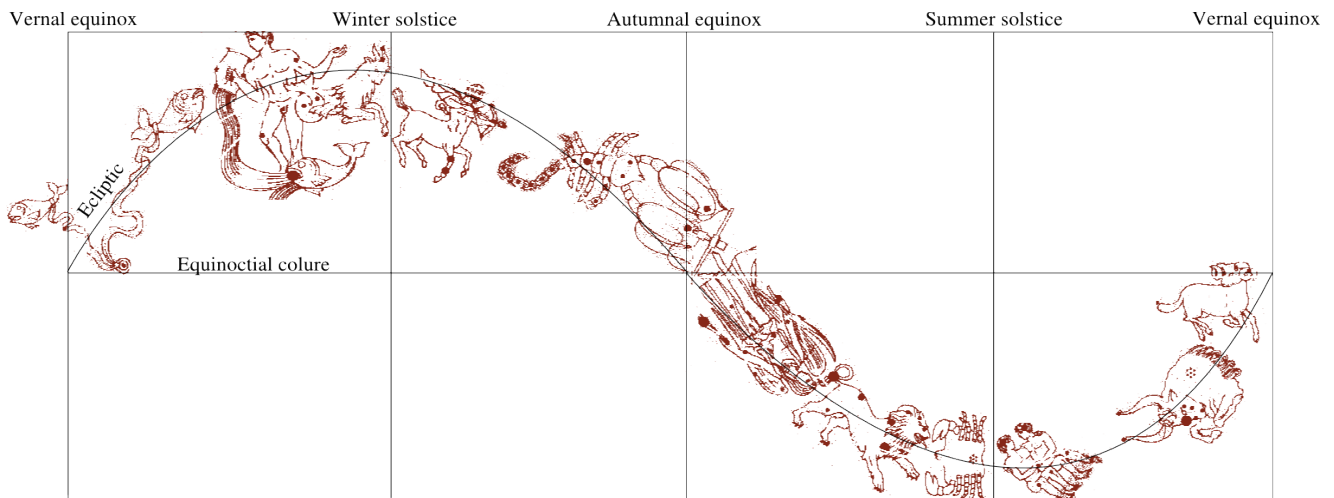 Vernal equinox
Winter solstice
Autumnal equinox
Summer solstice
Vernal equinox
Ecliptic
Equinoctial colure